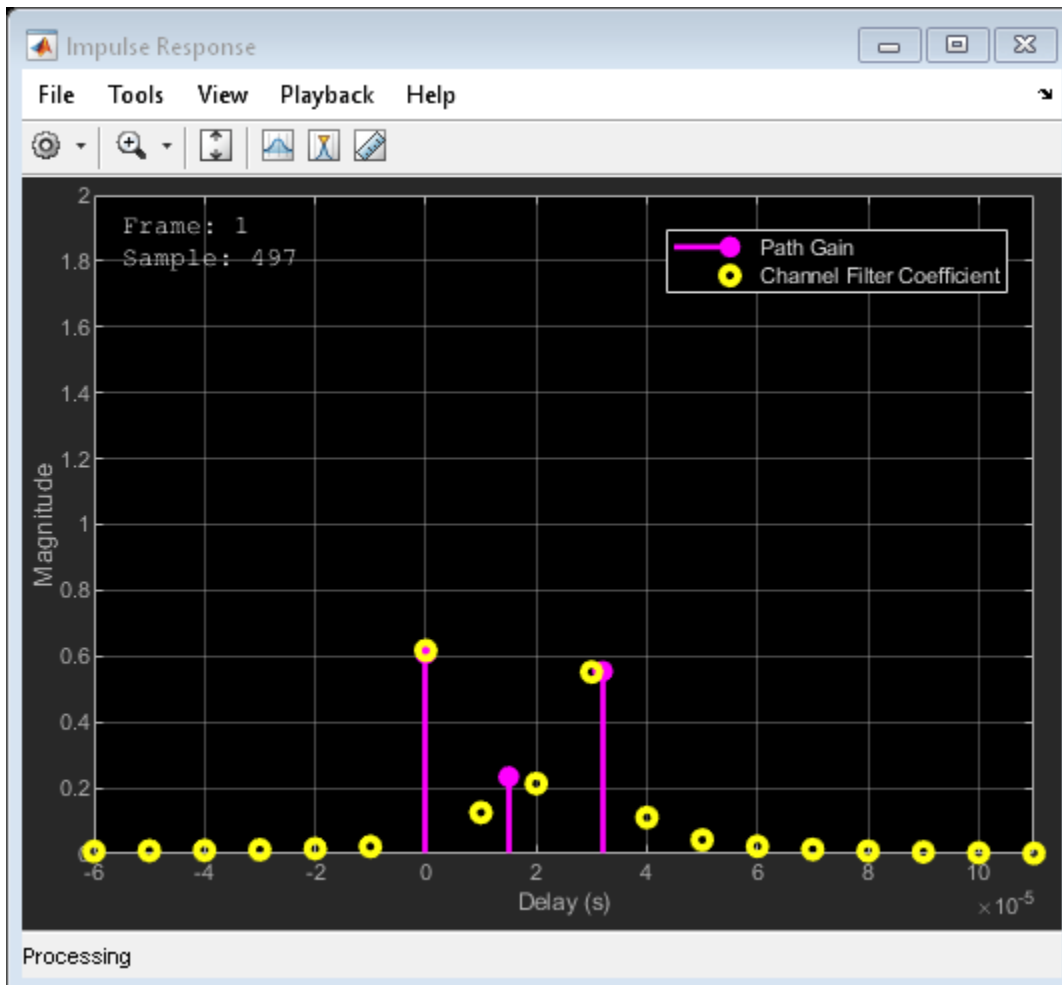 Impulse Response
File Tools View Playback Help
Frame: 1
Sample: 497
Path Gain
Channel Filter Coefficient
2
1.8
1.6
1.4
1.2
1
0.8
0.6
0.4
0.2
0
Magnitude
-6 -4 -2 0 2 4 6 8 10
Delay (s)
×10-5
Processing